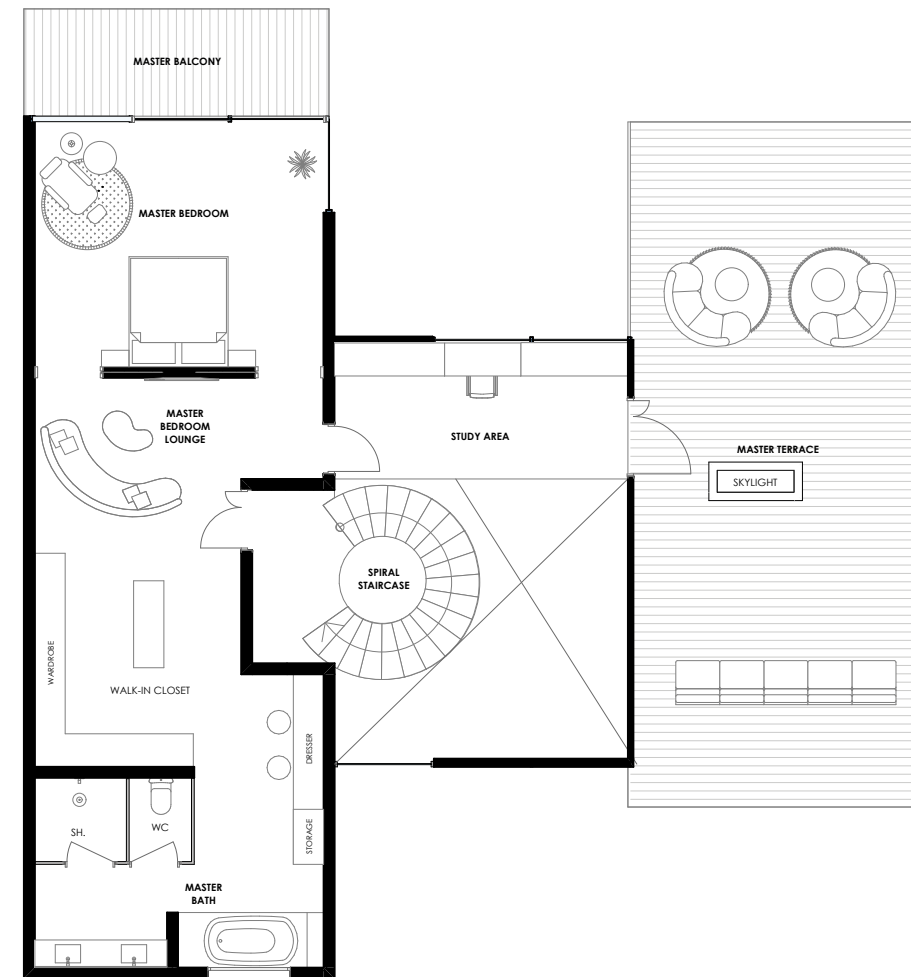 MASTER BALCONY
MASTER BEDROOM
MASTER
BEDROOM
LOUNGE
STUDY AREA
MASTER TERRACE
SKYLIGHT
SPIRAL
STAIRCASE
WARDROBE
WALK-IN CLOSET
DRESSER
STORAGE
SH.
WC
MASTER
BATH